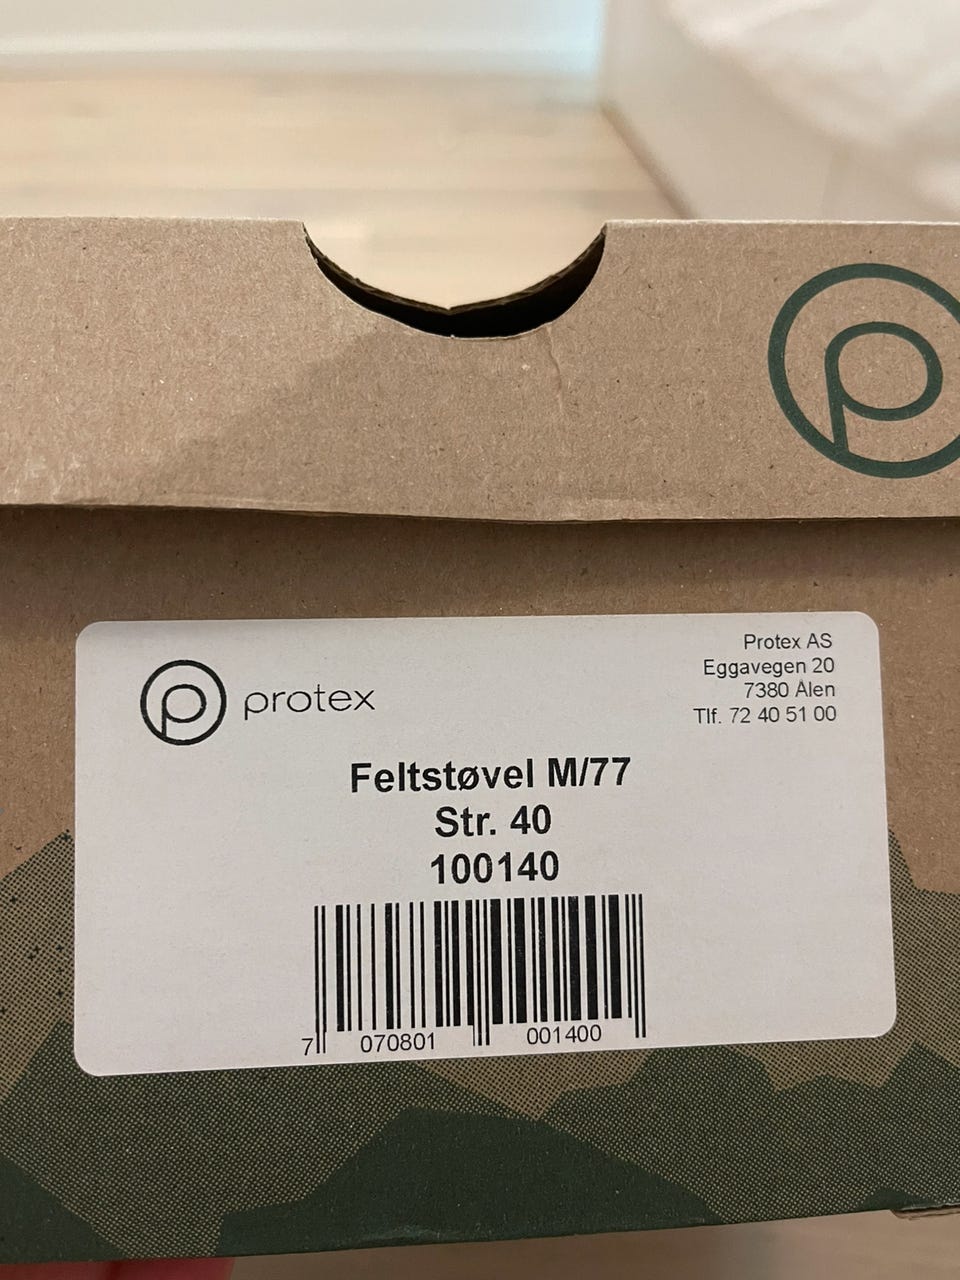 protex
Protex AS
Eggavegen 20
7380 Ålen
Tlf. 72 40 51 00
Feltstøvel M/77
Str. 40
100140
7 070801 001400